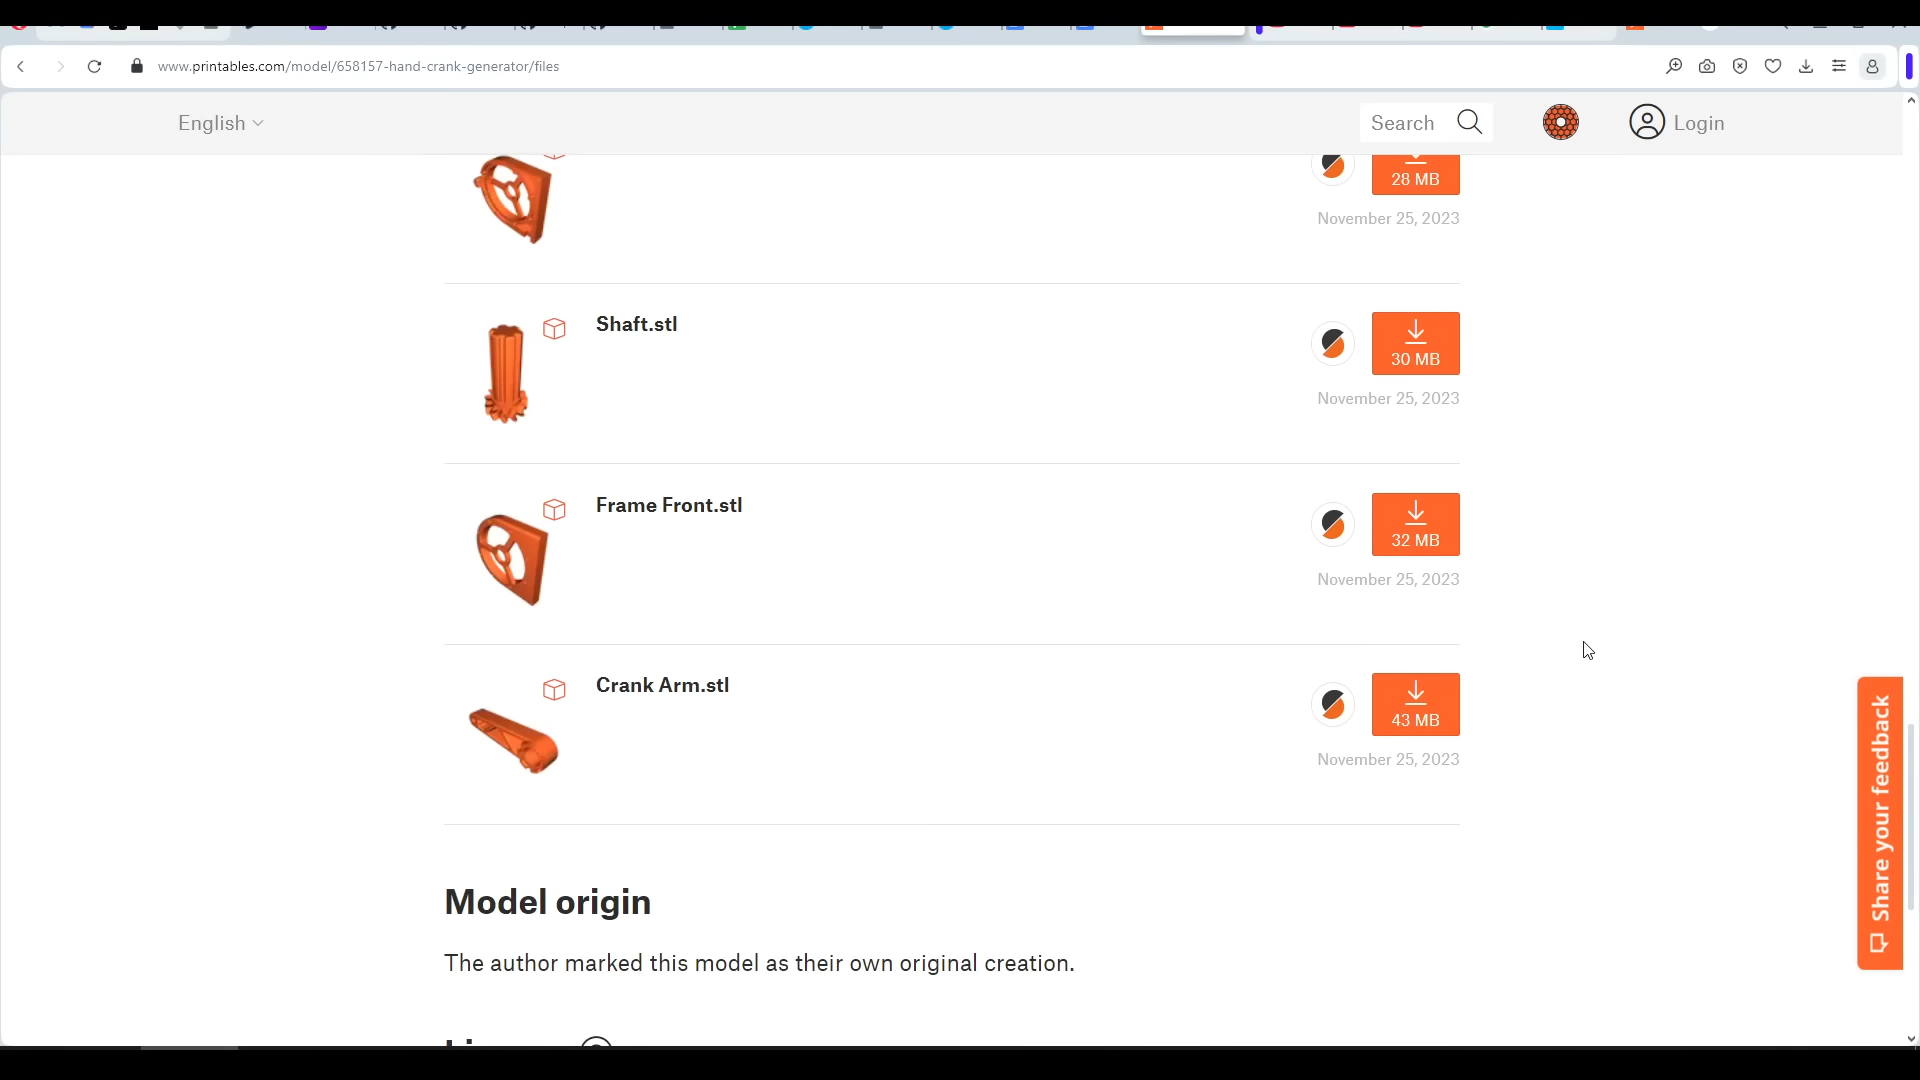 www.printables.com/model/658157-hand-crank-generator/files
English
Search
Login
28 MB
November 25, 2023
Shaft.stl
30 MB
November 25, 2023
Frame Front.stl
32 MB
November 25, 2023
Crank Arm.stl
43 MB
November 25, 2023
Share your feedback
Model origin
The author marked this model as their own original creation.